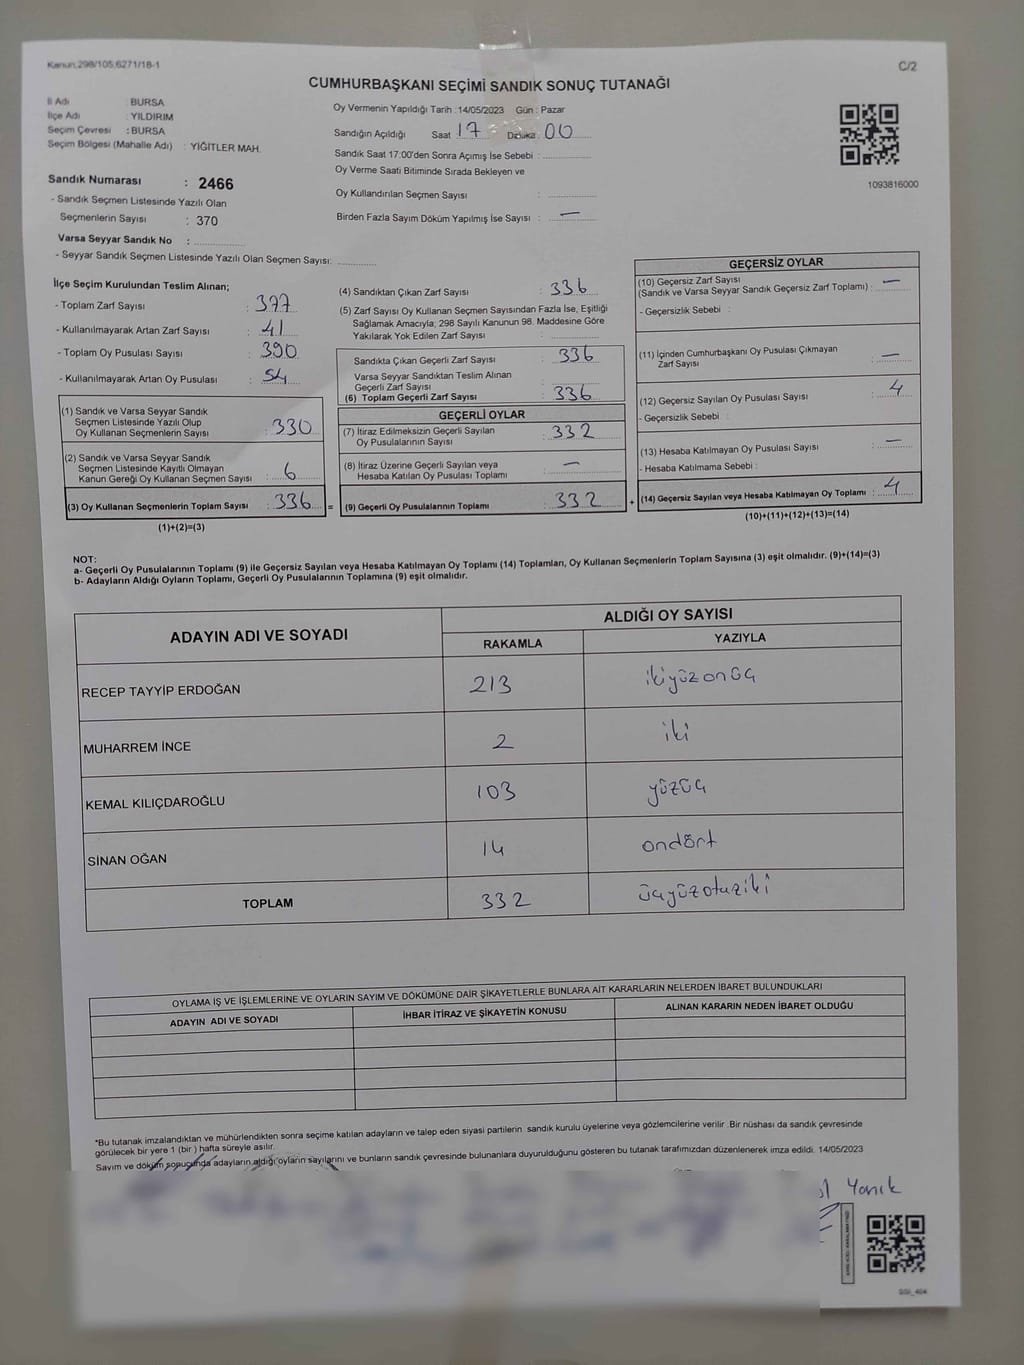 Kanun.298/105,6271/18-1
C/2
CUMHURBAŞKANI SEÇİMİ SANDIK SONUÇ TUTANAĞI
İl Adı : BURSA
İlçe Adı : YILDIRIM
Seçim Çevresi : BURSA
Seçim Bölgesi (Mahalle Adı) : YİĞİTLER MAH.
Sandık Numarası : 2466
- Sandık Seçmen Listesinde Yazılı Olan
Seçmenlerin Sayısı : 370
Varsa Seyyar Sandık No :
- Seyyar Sandık Seçmen Listesinde Yazılı Olan Seçmen Sayısı:
Oy Vermenin Yapıldığı Tarih :14/05/2023 Gün : Pazar
Sandığın Açıldığı Saat 17 Dakika 00
Sandık Saat 17:00'den Sonra Açımış İse Sebebi :
Oy Verme Saati Bitiminde Sırada Bekleyen ve
Oy Kullandırılan Seçmen Sayısı :
Birden Fazla Sayım Döküm Yapılmış İse Sayısı : —
1093816000
İlçe Seçim Kurulundan Teslim Alınan;
- Toplam Zarf Sayısı : 377
- Kullanılmayarak Artan Zarf Sayısı : 41
- Toplam Oy Pusulası Sayısı : 390
- Kullanılmayarak Artan Oy Pusulası : 54
(1) Sandık ve Varsa Seyyar Sandık
Seçmen Listesinde Yazılı Olup
Oy Kullanan Seçmenlerin Sayısı : 330
(2) Sandık ve Varsa Seyyar Sandık
Seçmen Listesinde Kayıtlı Olmayan
Kanun Gereği Oy Kullanan Seçmen Sayısı : 6
(3) Oy Kullanan Seçmenlerin Toplam Sayısı : 336 =
(1)+(2)=(3)
(4) Sandıktan Çıkan Zarf Sayısı : 336
(5) Zarf Sayısı Oy Kullanan Seçmen Sayısından Fazla İse, Eşitliği
Sağlamak Amacıyla; 298 Sayılı Kanunun 98. Maddesine Göre
Yakılarak Yok Edilen Zarf Sayısı :
Sandıkta Çıkan Geçerli Zarf Sayısı : 336
Varsa Seyyar Sandıktan Teslim Alınan
Geçerli Zarf Sayısı :
(6) Toplam Geçerli Zarf Sayısı : 336
GEÇERLİ OYLAR
(7) İtiraz Edilmeksizin Geçerli Sayılan
Oy Pusulalarının Sayısı : 332
(8) İtiraz Üzerine Geçerli Sayılan veya
Hesaba Katılan Oy Pusulası Toplamı : —
(9) Geçerli Oy Pusulalarının Toplamı : 332 +
GEÇERSİZ OYLAR
(10) Geçersiz Zarf Sayısı
(Sandık ve Varsa Seyyar Sandık Geçersiz Zarf Toplamı) : —
- Geçersizlik Sebebi :
(11) İçinden Cumhurbaşkanı Oy Pusulası Çıkmayan
Zarf Sayısı : —
(12) Geçersiz Sayılan Oy Pusulası Sayısı : 4
- Geçersizlik Sebebi :
(13) Hesaba Katılmayan Oy Pusulası Sayısı : —
- Hesaba Katılmama Sebebi :
(14) Geçersiz Sayılan veya Hesaba Katılmayan Oy Toplamı : 4
(10)+(11)+(12)+(13)=(14)
NOT:
a- Geçerli Oy Pusulalarının Toplamı (9) ile Geçersiz Sayılan veya Hesaba Katılmayan Oy Toplamı (14) Toplamları, Oy Kullanan Seçmenlerin Toplam Sayısına (3) eşit olmalıdır. (9)+(14)=(3)
b- Adayların Aldığı Oyların Toplamı, Geçerli Oy Pusulalarının Toplamına (9) eşit olmalıdır.
ADAYIN ADI VE SOYADI
ALDIĞI OY SAYISI
RAKAMLA YAZIYLA
RECEP TAYYİP ERDOĞAN 213 ikiyüzonüç
MUHARREM İNCE 2 iki
KEMAL KILIÇDAROĞLU 103 yüzüç
SİNAN OĞAN 14 ondört
TOPLAM 332 üçyüzotuziki
OYLAMA İŞ VE İŞLEMLERİNE VE OYLARIN SAYIM VE DÖKÜMÜNE DAİR ŞİKAYETLERLE BUNLARA AİT KARARLARIN NELERDEN İBARET BULUNDUKLARI
ADAYIN ADI VE SOYADI İHBAR İTİRAZ VE ŞİKAYETİN KONUSU ALINAN KARARIN NEDEN İBARET OLDUĞU
*Bu tutanak imzalandıktan ve mühürlendikten sonra seçime katılan adayların ve talep eden siyasi partilerin sandık kurulu üyelerine veya gözlemcilerine verilir .Bir nüshası da sandık çevresinde
görülecek bir yere 1 (bir ) hafta süreyle asılır.
Sayım ve döküm sonucunda adayların aldığı oyların sayılarını ve bunların sandık çevresinde bulunanlara duyurulduğunu gösteren bu tutanak tarafımızdan düzenlenerek imza edildi. 14/05/2023
Yanık